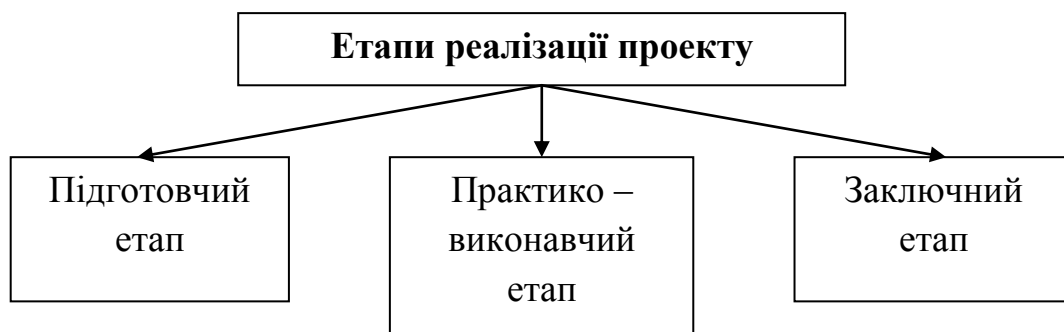 Етапи реалізації проекту
Підготовчий
етап
Практико –
виконавчий
етап
Заключний
етап